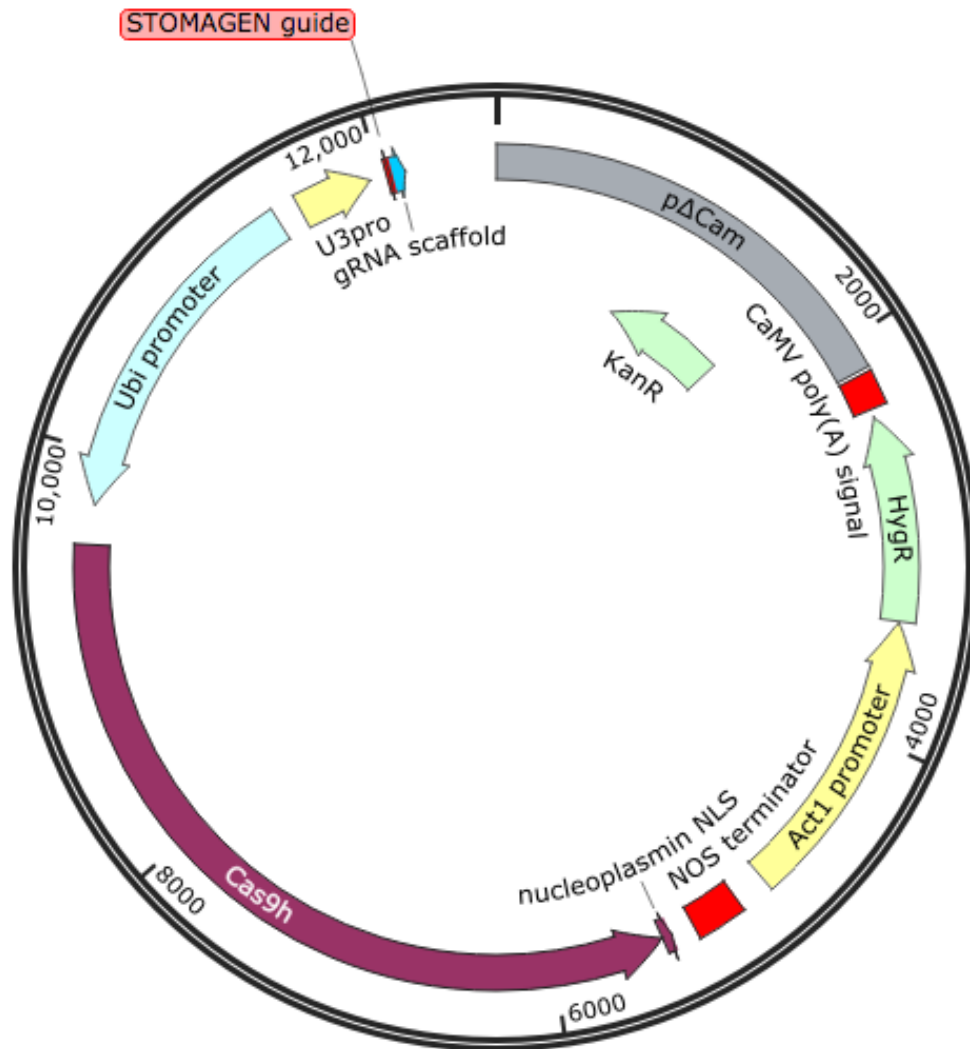 STOMAGEN guide
12,000
U3pro
gRNA scaffold
pΔCam
2000
KanR
CaMV poly(A) signal
HygR
Ubi promoter
10,000
4000
Act1 promoter
NOS terminator
nucleoplasmin NLS
Cas9h
8000
6000